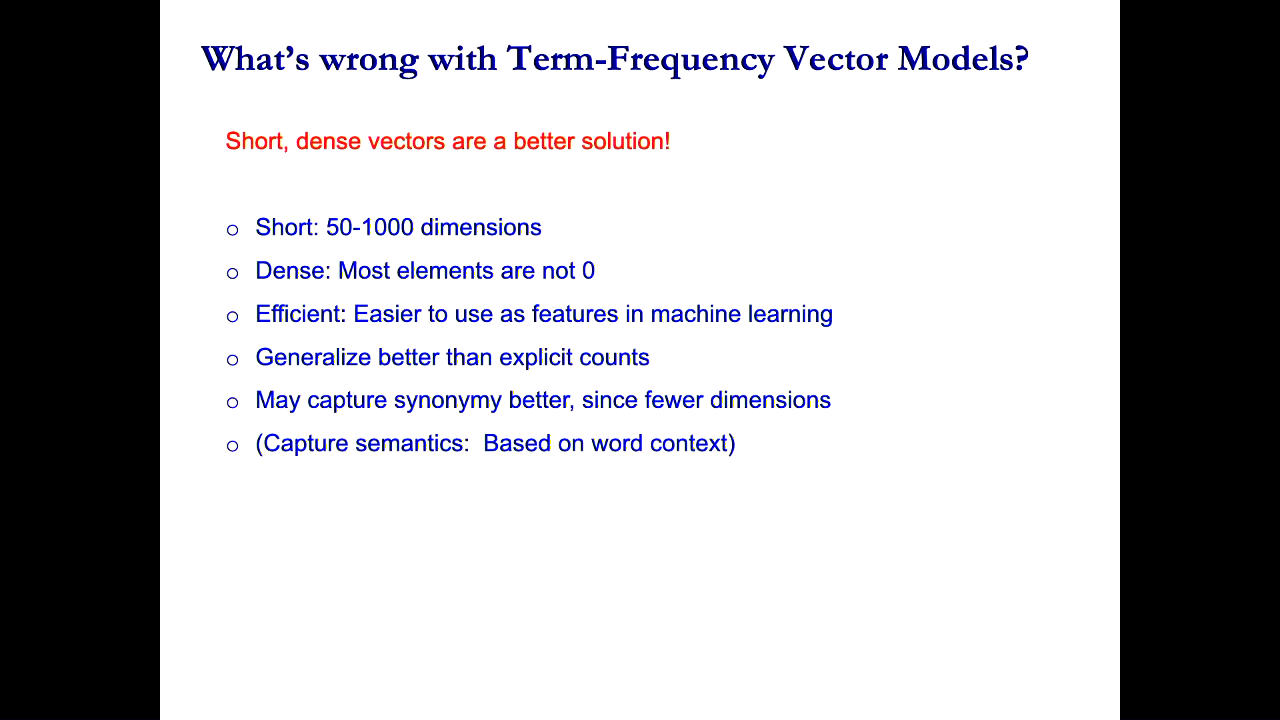 What’s wrong with Term-Frequency Vector Models?
Short, dense vectors are a better solution!
o Short: 50-1000 dimensions
o Dense: Most elements are not 0
o Efficient: Easier to use as features in machine learning
o Generalize better than explicit counts
o May capture synonymy better, since fewer dimensions
o (Capture semantics:  Based on word context)